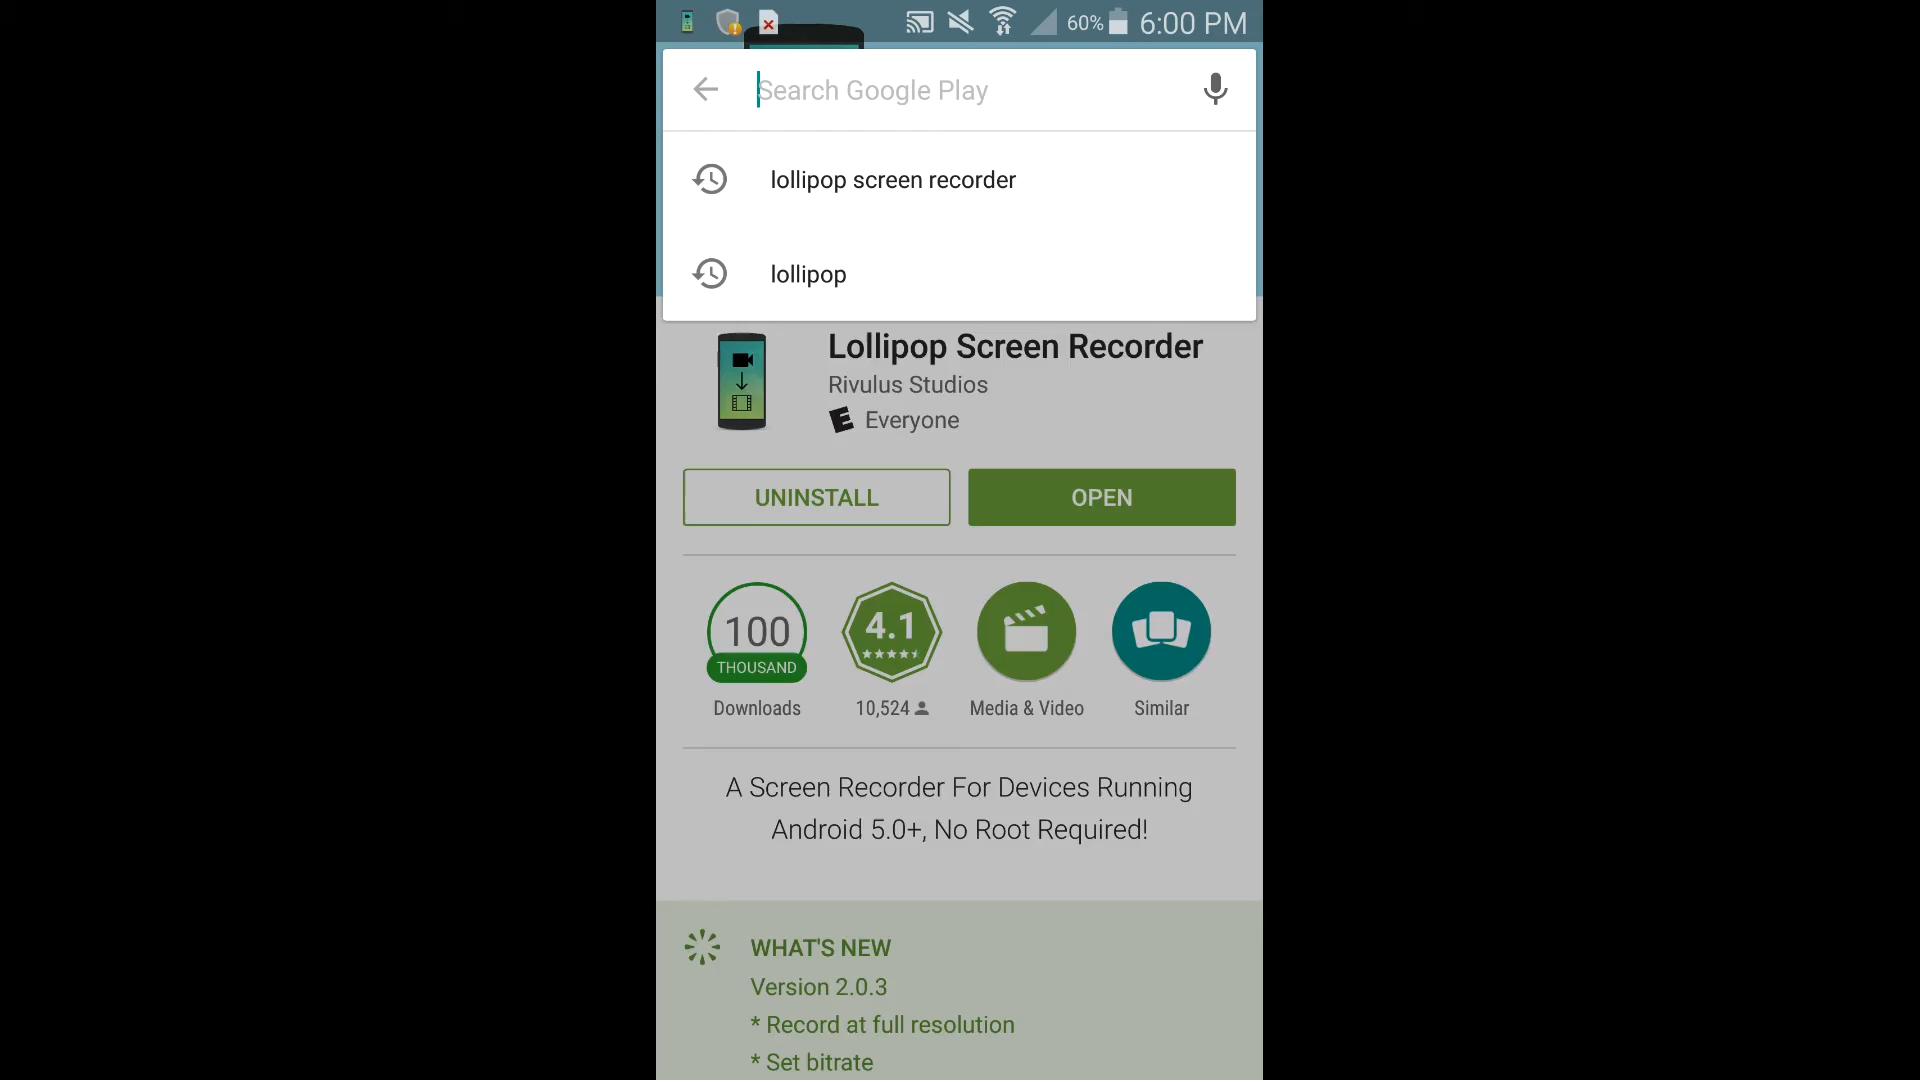 60% 6:00 PM
Search Google Play
lollipop screen recorder
lollipop
Lollipop Screen Recorder
Rivulus Studios
E Everyone
UNINSTALL OPEN
100 4.1
THOUSAND
Downloads 10,524 Media & Video Similar
A Screen Recorder For Devices Running
Android 5.0+, No Root Required!
WHAT'S NEW
Version 2.0.3
* Record at full resolution
* Set bitrate